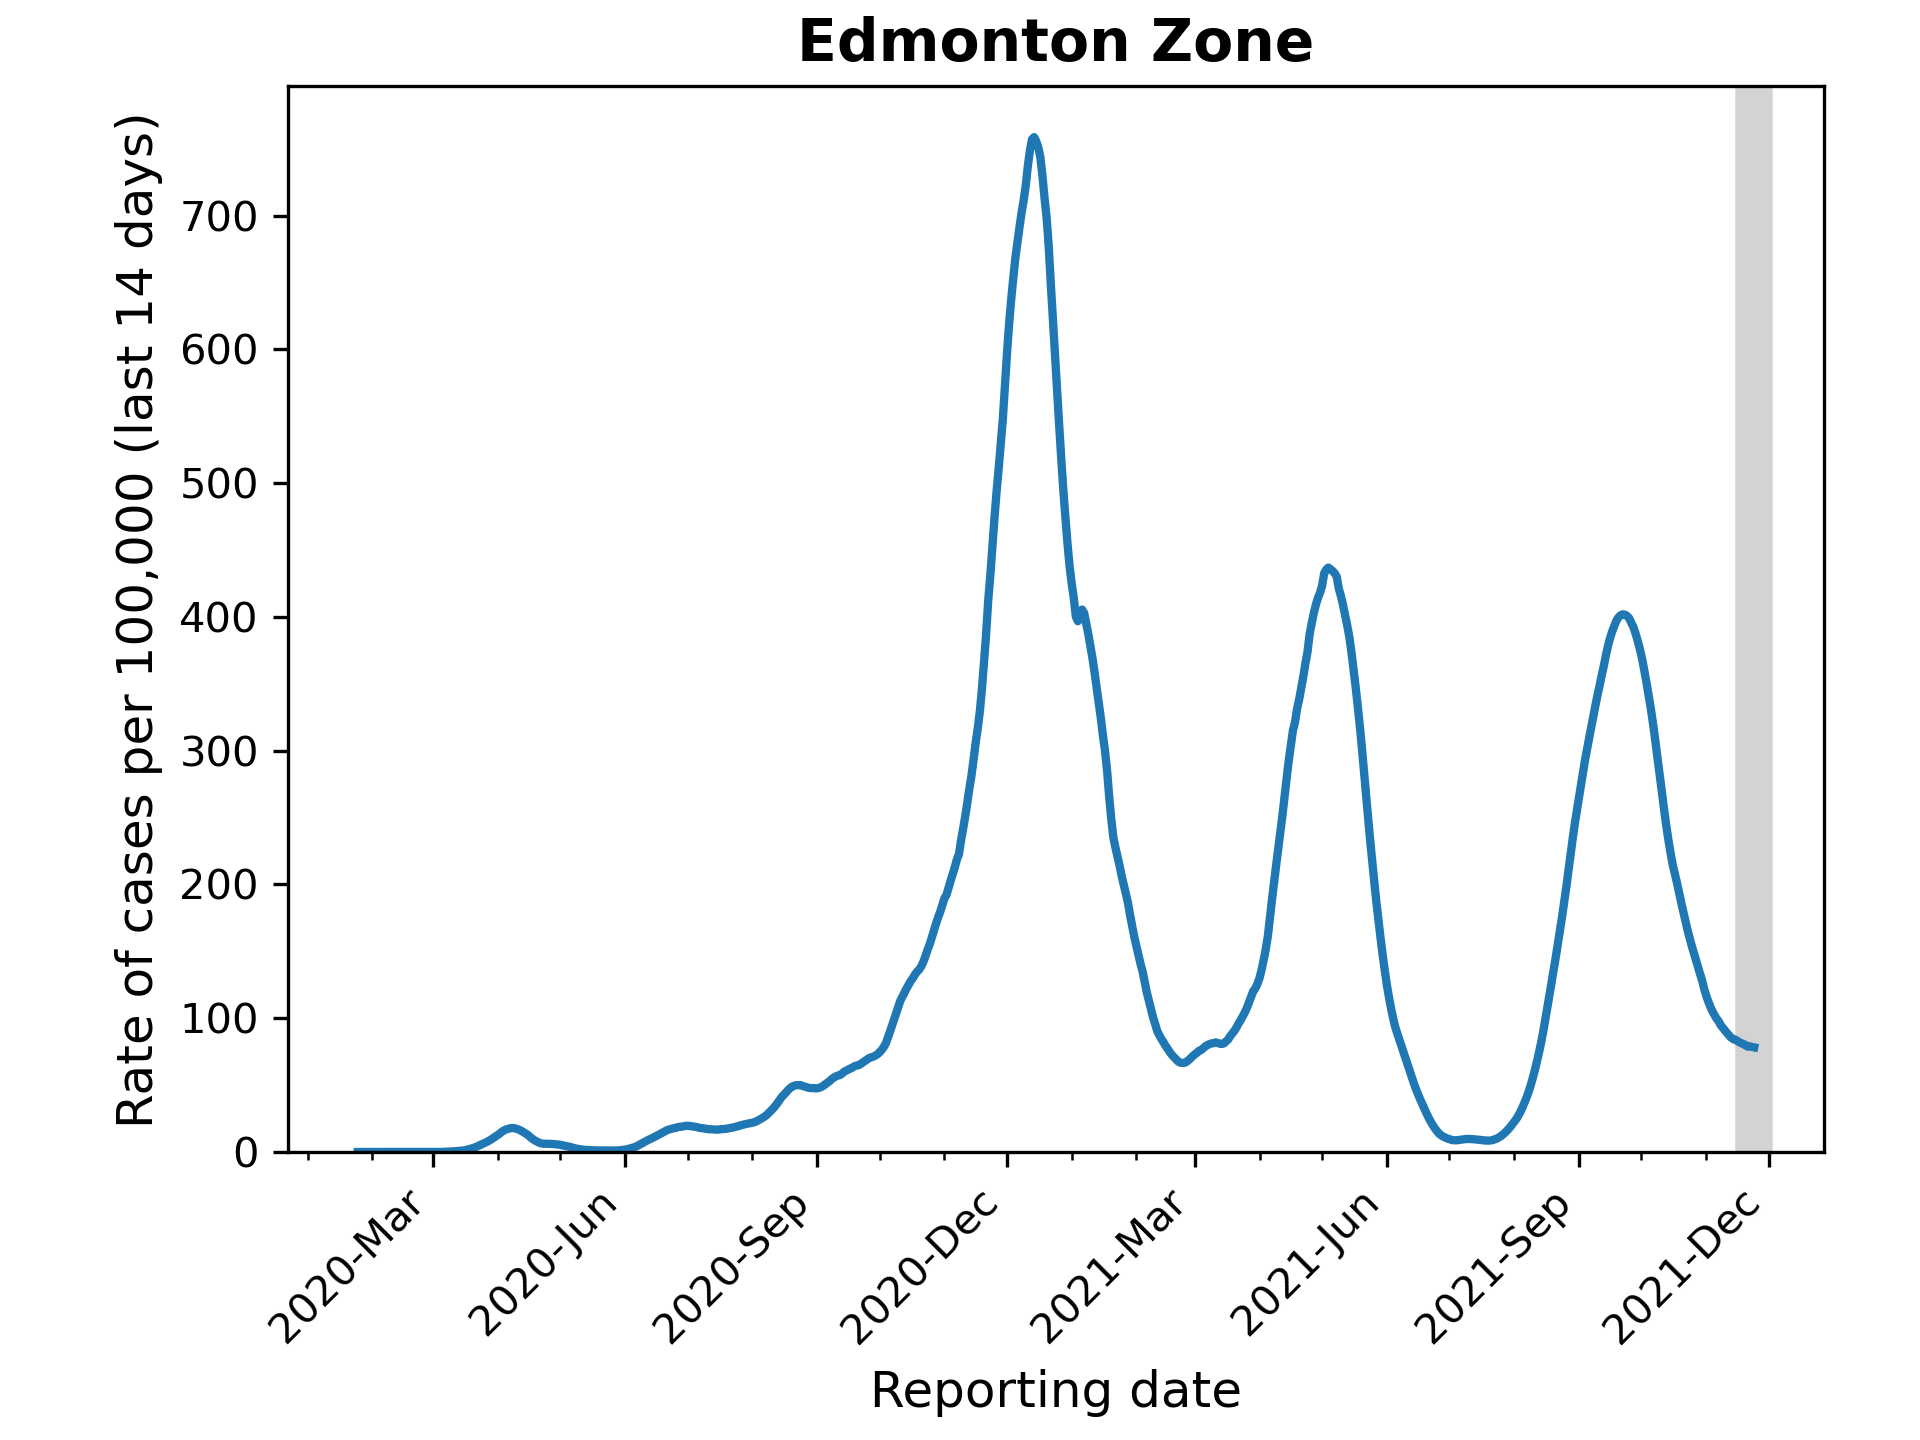 Edmonton Zone
Rate of cases per 100,000 (last 14 days)
700
600
500
400
300
200
100
0
2020-Mar
2020-Jun
2020-Sep
2020-Dec
2021-Mar
2021-Jun
2021-Sep
2021-Dec
Reporting date